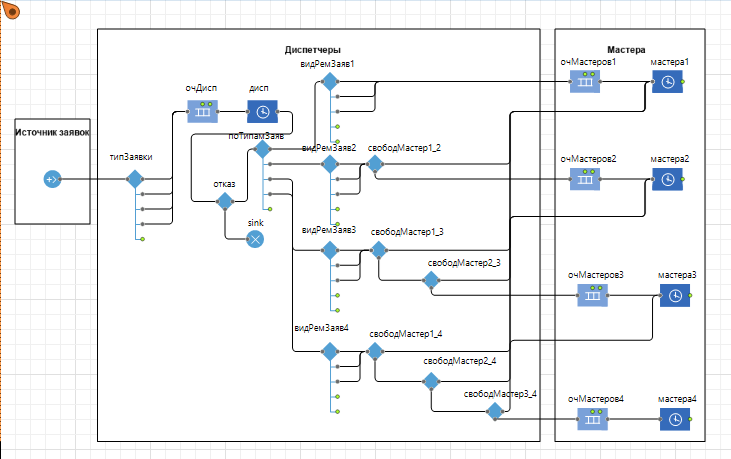 Диспетчеры
Мастера
видРемЗаяв1
очМастеров1
мастера1
очДисп
дисп
Источник заявок
поТипамЗаяв
типЗаявки
видРемЗаяв2
свободМастер1_2
очМастеров2
мастера2
отказ
sink
видРемЗаяв3
свободМастер1_3
свободМастер2_3
очМастеров3
мастера3
видРемЗаяв4
свободМастер1_4
свободМастер2_4
свободМастер3_4
очМастеров4
мастера4